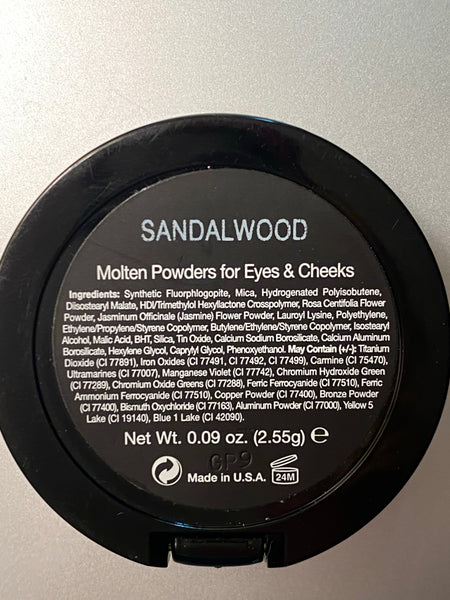 SANDALWOOD
Molten Powders for Eyes & Cheeks
Ingredients: Synthetic Fluorphlogopite, Mica, Hydrogenated Polyisobutene,
Diisostearyl Malate, HDI/Trimethylol Hexyllactone Crosspolymer, Rosa Centifolia Flower
Powder, Jasminum Officinale (Jasmine) Flower Powder, Lauroyl Lysine, Polyethylene,
Ethylene/Propylene/Styrene Copolymer, Butylene/Ethylene/Styrene Copolymer, Isostearyl
Alcohol, Malic Acid, BHT, Silica, Tin Oxide, Calcium Sodium Borosilicate, Calcium Aluminum
Borosilicate, Hexylene Glycol, Caprylyl Glycol, Phenoxyethanol. May Contain (+/-): Titanium
Dioxide (CI 77891), Iron Oxides (CI 77491, CI 77492, CI 77499), Carmine (CI 75470),
Ultramarines (CI 77007), Manganese Violet (CI 77742), Chromium Hydroxide Green
(CI 77289), Chromium Oxide Greens (CI 77288), Ferric Ferrocyanide (CI 77510), Ferric
Ammonium Ferrocyanide (CI 77510), Copper Powder (CI 77400), Bronze Powder
(CI 77400), Bismuth Oxychloride (CI 77163), Aluminum Powder (CI 77000), Yellow 5
Lake (CI 19140), Blue 1 Lake (CI 42090).
Net Wt. 0.09 oz. (2.55g) e
GP9
Made in U.S.A. 24M